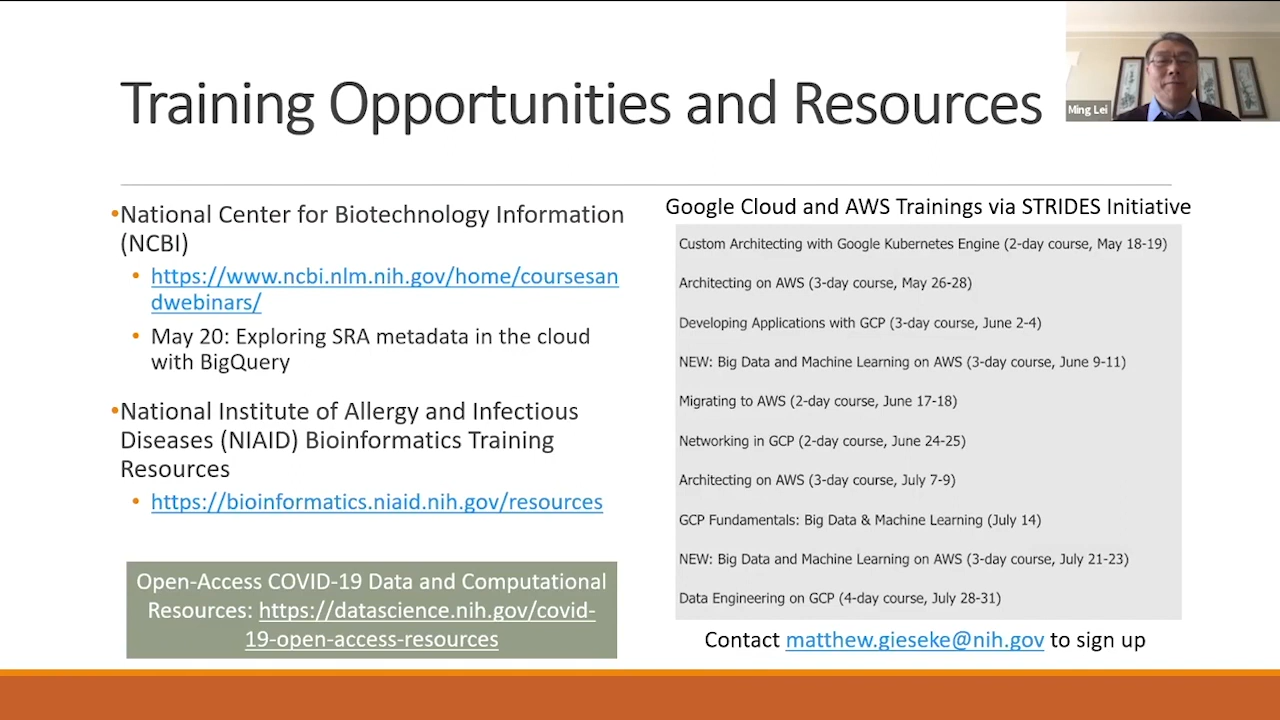 Training Opportunities and Resources
Ming Lei
•National Center for Biotechnology Information
(NCBI)
• https://www.ncbi.nlm.nih.gov/home/coursesan
dwebinars/
• May 20: Exploring SRA metadata in the cloud
with BigQuery
•National Institute of Allergy and Infectious
Diseases (NIAID) Bioinformatics Training
Resources
• https://bioinformatics.niaid.nih.gov/resources
Open-Access COVID-19 Data and Computational
Resources: https://datascience.nih.gov/covid-
19-open-access-resources
Google Cloud and AWS Trainings via STRIDES Initiative
Custom Architecting with Google Kubernetes Engine (2-day course, May 18-19)
Architecting on AWS (3-day course, May 26-28)
Developing Applications with GCP (3-day course, June 2-4)
NEW: Big Data and Machine Learning on AWS (3-day course, June 9-11)
Migrating to AWS (2-day course, June 17-18)
Networking in GCP (2-day course, June 24-25)
Architecting on AWS (3-day course, July 7-9)
GCP Fundamentals: Big Data & Machine Learning (July 14)
NEW: Big Data and Machine Learning on AWS (3-day course, July 21-23)
Data Engineering on GCP (4-day course, July 28-31)
Contact matthew.gieseke@nih.gov to sign up